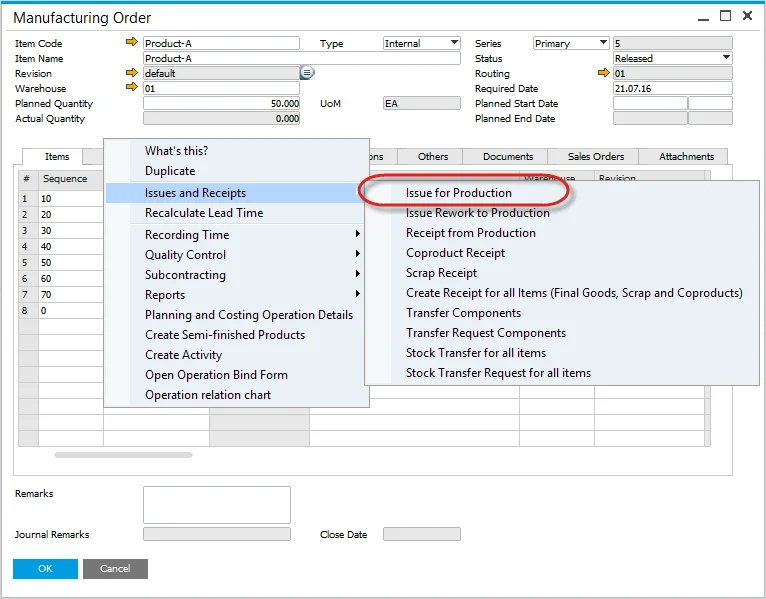 Manufacturing Order
Item Code Product-A Type Internal Series Primary 5
Item Name Product-A Status Released
Revision default Routing 01
Warehouse 01 Required Date 21.07.16
Planned Quantity 50.000 UoM EA Planned Start Date
Actual Quantity 0.000 Planned End Date
Items ons Others Documents Sales Orders Attachments
# Sequence Warehouse Revision
1 10
2 20
3 30
4 40
5 50
6 60
7 70
8 0
What's this?
Duplicate
Issues and Receipts
Recalculate Lead Time
Recording Time
Quality Control
Subcontracting
Reports
Planning and Costing Operation Details
Create Semi-finished Products
Create Activity
Open Operation Bind Form
Operation relation chart
Issue for Production
Issue Rework to Production
Receipt from Production
Coproduct Receipt
Scrap Receipt
Create Receipt for all Items (Final Goods, Scrap and Coproducts)
Transfer Components
Transfer Request Components
Stock Transfer for all items
Stock Transfer Request for all items
Remarks
Journal Remarks Close Date
OK Cancel